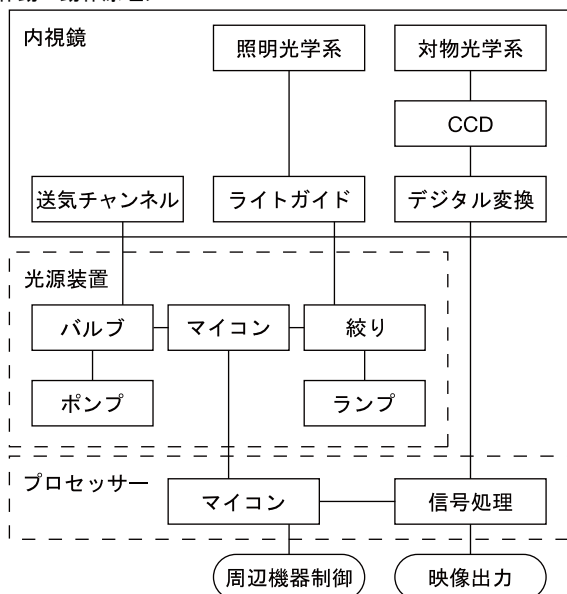 内視鏡
照明光学系
対物光学系
CCD
送気チャンネル
ライトガイド
デジタル変換
光源装置
バルブ
マイコン
絞り
ポンプ
ランプ
プロセッサー
マイコン
信号処理
周辺機器制御
映像出力